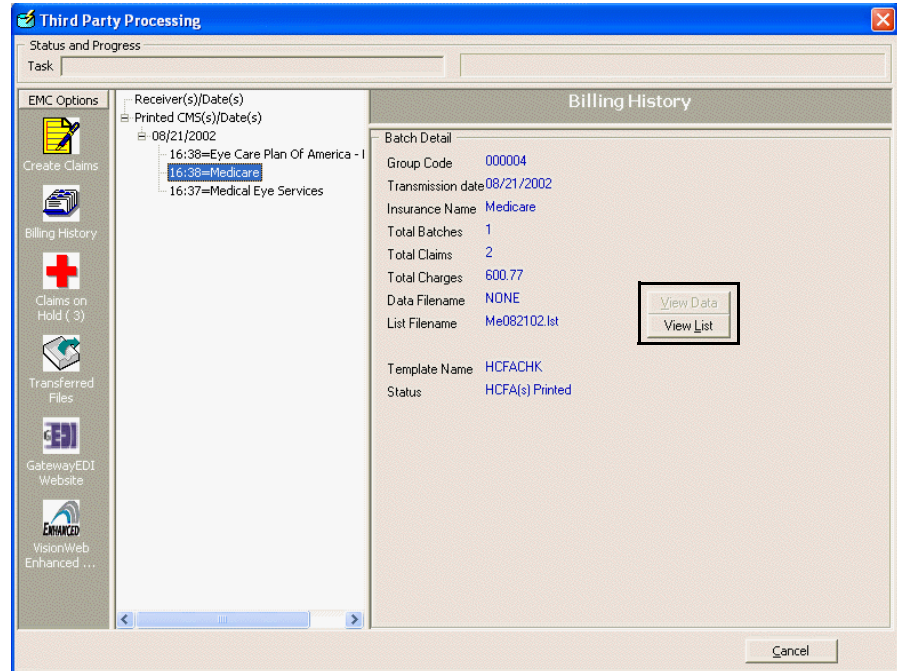 Third Party Processing
Status and Progress
Task
EMC Options
Create Claims
Billing History
Claims on
Hold ( 3)
Transferred
Files
GEDI
GatewayEDI
Website
ENHANCED
VisionWeb
Enhanced ...
Receiver(s)/Date(s)
Printed CMS(s)/Date(s)
08/21/2002
16:38=Eye Care Plan Of America - I
16:38=Medicare
16:37=Medical Eye Services
Billing History
Batch Detail
Group Code 000004
Transmission date 08/21/2002
Insurance Name Medicare
Total Batches 1
Total Claims 2
Total Charges 600.77
Data Filename NONE
List Filename Me082102.lst
View Data
View List
Template Name HCFACHK
Status HCFA(s) Printed
Cancel